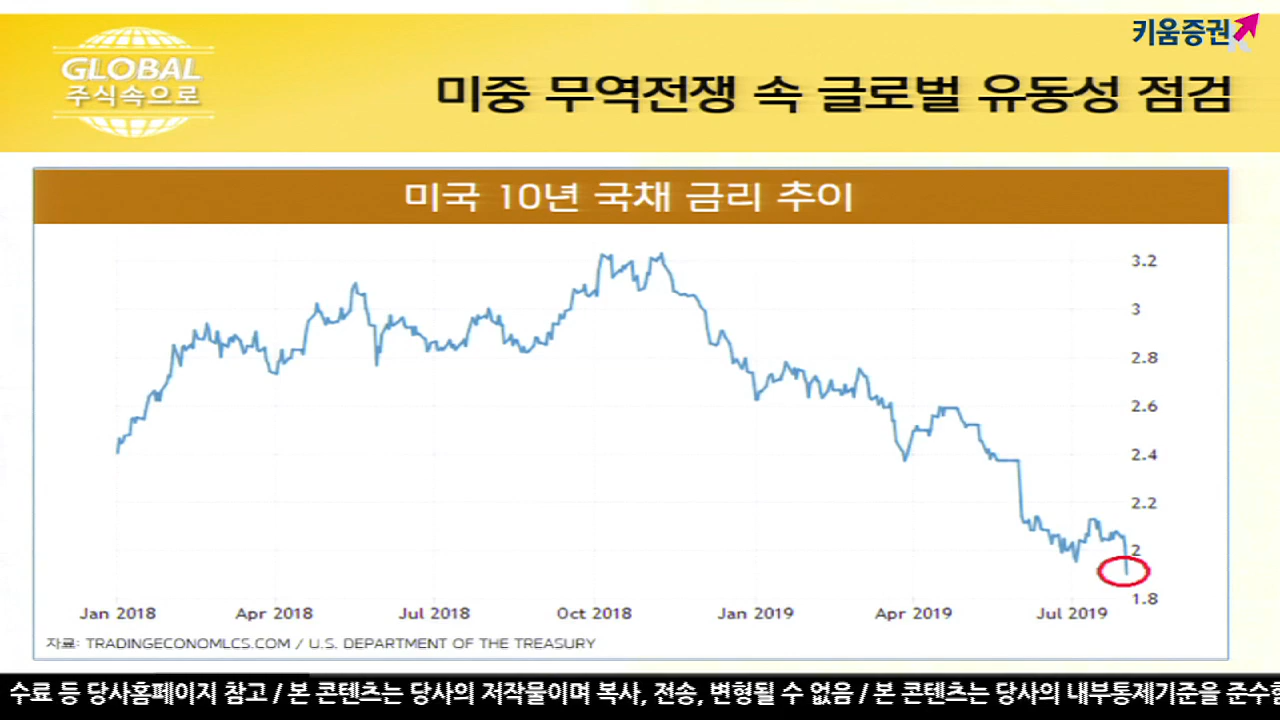 키움증권
GLOBAL
주식속으로
미중 무역전쟁 속 글로벌 유동성 점검
미국 10년 국채 금리 추이
3.2
3
2.8
2.6
2.4
2.2
2
1.8
Jan 2018 Apr 2018 Jul 2018 Oct 2018 Jan 2019 Apr 2019 Jul 2019
자료: TRADINGECONOMLCS.COM / U.S. DEPARTMENT OF THE TREASURY
수료 등 당사홈페이지 참고 / 본 콘텐츠는 당사의 저작물이며 복사, 전송, 변형될 수 없음 / 본 콘텐츠는 당사의 내부통제기준을 준수